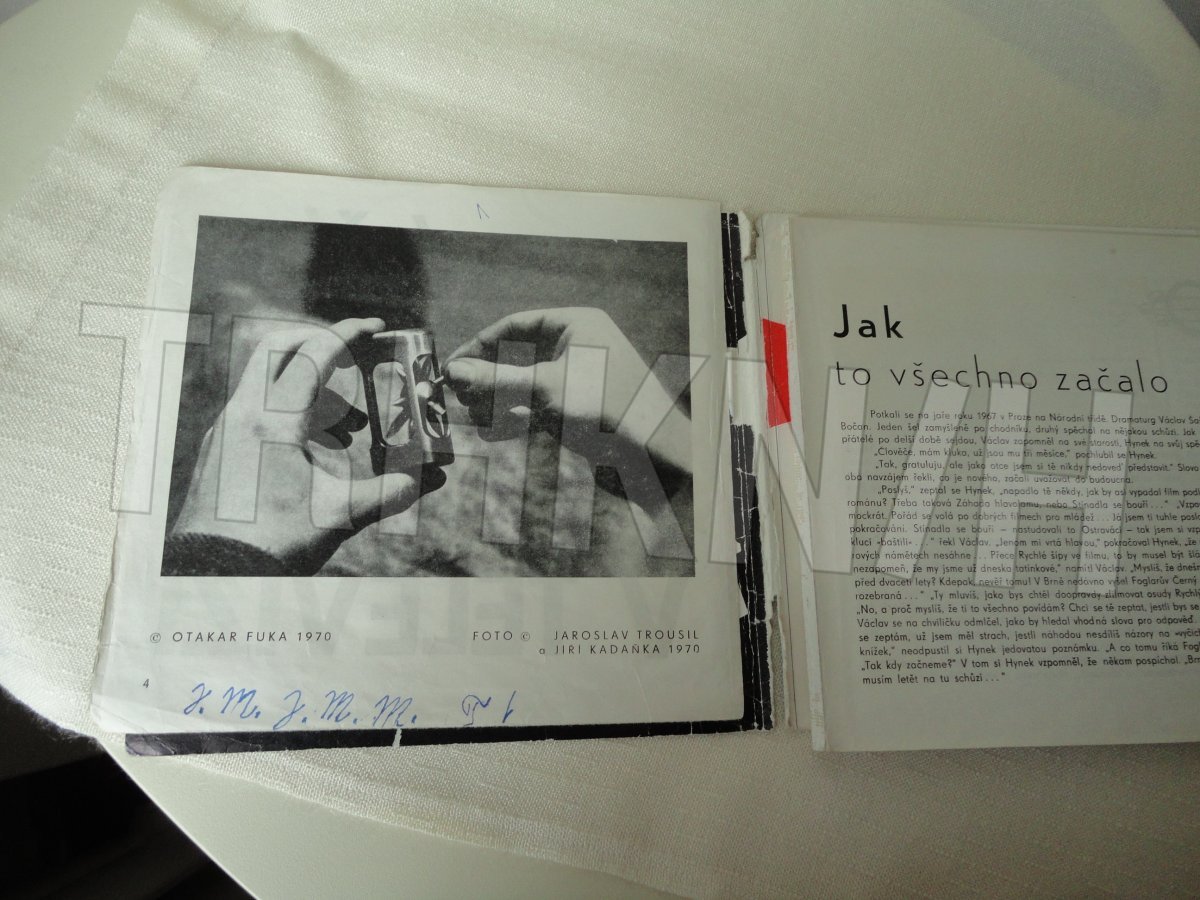 © OTAKAR FUKA 1970
FOTO © JAROSLAV TROUSIL
a JIŘI KADAŇKA 1970
4
J. M. J. M. M.
Jak
to všechno začalo
Potkali se na jaře roku 1967 v Praze na Národní třídě. Dramaturg Václav
Bočan. Jeden šel zamyšleně po chodníku, druhý spěchal na nějakou schůzi. Jak
přátelé po delší době sejdou, Václav zapomněl na své starosti, Hynek na svůj
„Člověče, mám kluka, už jsou mu tři měsíce,“ pochlubil se Hynek.
„Tak, gratuluju, ale jako otce jsem si tě nikdy nedoved' představit.“ Slovo
oba navzájem řekli, co je nového, začali uvažovat do budoucna.
„Poslyš,“ zeptal se Hynek, „napadlo tě někdy, jak by asi vypadal film
románu? Třeba taková Záhada hlavolamu, nebo Stínadla se bouří . . .“
mockrát. Pořád se volá po dobrých filmech pro mládež . . . Já jsem ti tuhle
pokračování. Stínadla se bouří – nastudovali to Ostraváci – tak jsem si
kluci »baštili« . . .“ řekl Václav. „Jenom mi vrtá hlavou,“ pokračoval Hynek, „že
rových námětech nesáhne . . . Přece Rychlé šípy ve filmu, to by musel být
nezapomeň, že my jsme už dneska tatínkové,“ namítl Václav. „Myslíš, že
před dvaceti lety? Kdepak, nevěř tomu! V Brně nedávno vyšel Foglarův Černý
rozebraná . . .“ „Ty mluvíš, jako bys chtěl doopravdy zfilmovat osudy
„No, a proč myslíš, že ti to všechno povídám? Chci se tě zeptat, jestli bys se
Václav se na chviličku odmlčel, jako by hledal vhodná slova pro odpověď.
se zeptám, už jsem měl strach, jestli náhodou nesdílíš názory na
knížek,“ neodpustil si Hynek jedovatou poznámku. „A co tomu říká
„Tak kdy začneme?“ V tom si Hynek vzpomněl, že někam pospíchal.
musím letět na tu schůzi . . .“